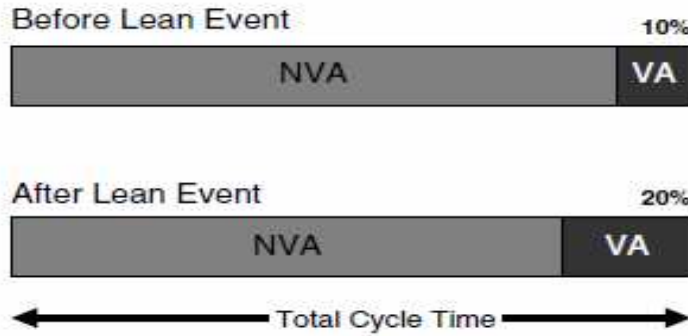 Before Lean Event
10%
NVA VA
After Lean Event
20%
NVA VA
Total Cycle Time